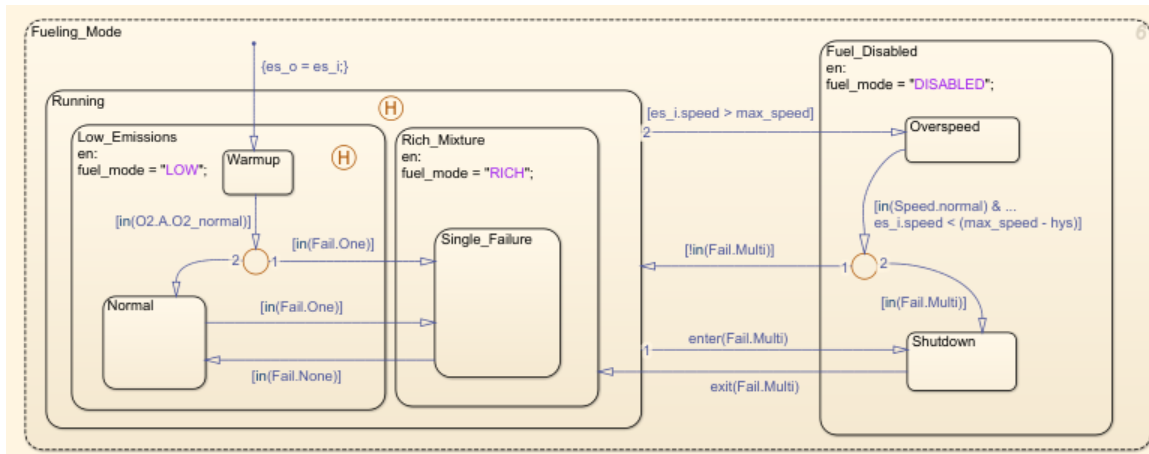 Fueling_Mode
6
{es_o = es_i;}
Running
H
Low_Emissions
en:
fuel_mode = "LOW";
H
Warmup
[in(O2.A.O2_normal)]
2
1
[in(Fail.One)]
Normal
[in(Fail.One)]
[in(Fail.None)]
Rich_Mixture
en:
fuel_mode = "RICH";
Single_Failure
[es_i.speed > max_speed]
2
[!in(Fail.Multi)]
1
enter(Fail.Multi)
exit(Fail.Multi)
Fuel_Disabled
en:
fuel_mode = "DISABLED";
Overspeed
[in(Speed.normal) & ...
es_i.speed < (max_speed - hys)]
1
2
[in(Fail.Multi)]
Shutdown